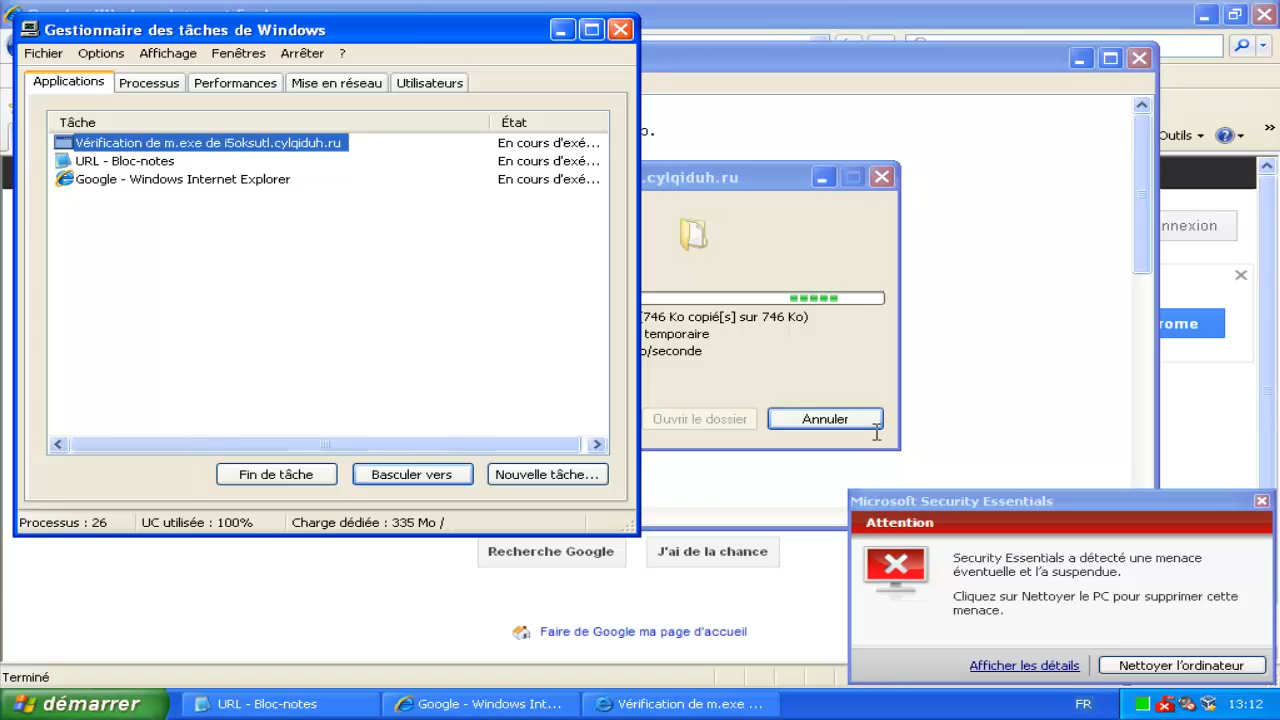 Gestionnaire des tâches de Windows
Fichier Options Affichage Fenêtres Arrêter ?
Applications Processus Performances Mise en réseau Utilisateurs
Tâche État
Vérification de m.exe de i5oksutl.cylqiduh.ru En cours d'exé...
URL - Bloc-notes En cours d'exé...
Google - Windows Internet Explorer En cours d'exé...
Fin de tâche Basculer vers Nouvelle tâche...
Processus : 26 UC utilisée : 100% Charge dédiée : 335 Mo /
Outils
.cylqiduh.ru
746 Ko copié[s] sur 746 Ko)
temporaire
o/seconde
Ouvrir le dossier Annuler
nnexion
rome
Recherche Google J'ai de la chance
Faire de Google ma page d'accueil
Microsoft Security Essentials
Attention
Security Essentials a détecté une menace
éventuelle et l'a suspendue.
Cliquez sur Nettoyer le PC pour supprimer cette
menace.
Afficher les détails Nettoyer l'ordinateur
Terminé
démarrer URL - Bloc-notes Google - Windows Int... Vérification de m.exe ... FR 13:12